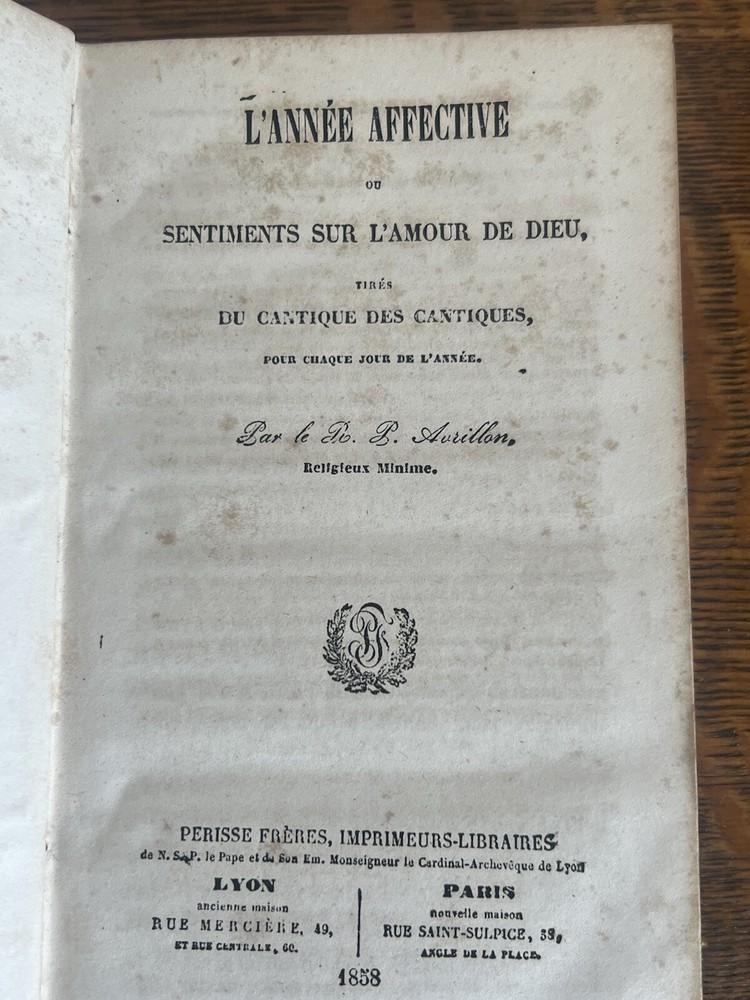 L'ANNÉE AFFECTIVE
OU
SENTIMENTS SUR L'AMOUR DE DIEU,
TIRÉS
DU CANTIQUE DES CANTIQUES,
POUR CHAQUE JOUR DE L'ANNÉE.
Par le R. P. Avrillon,
Religieux Minime.
PERISSE FRÈRES, IMPRIMEURS-LIBRAIRES
de N. S. P. le Pape et de Son Em. Monseigneur le Cardinal-Archevêque de Lyon
LYON
ancienne maison
RUE MERCIÈRE, 49,
ET RUE CENTRALE, 60.
PARIS
nouvelle maison
RUE SAINT-SULPICE, 38,
ANGLE DE LA PLACE.
1858